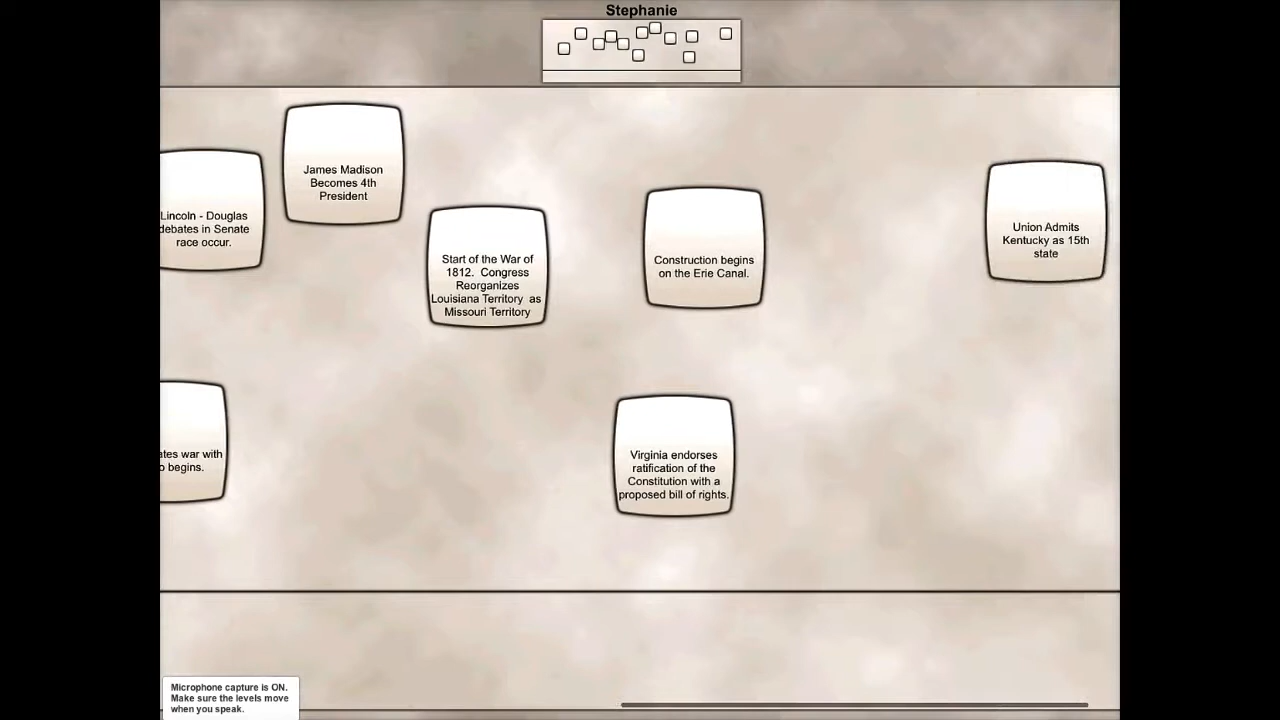 Stephanie
James Madison
Becomes 4th
President
Lincoln - Douglas
debates in Senate
race occur.
Start of the War of
1812. Congress
Reorganizes
Louisiana Territory as
Missouri Territory
Construction begins
on the Erie Canal.
Union Admits
Kentucky as 15th
state
war with
begins.
Virginia endorses
ratification of the
Constitution with a
proposed bill of rights.
Microphone capture is ON.
Make sure the levels move
when you speak.